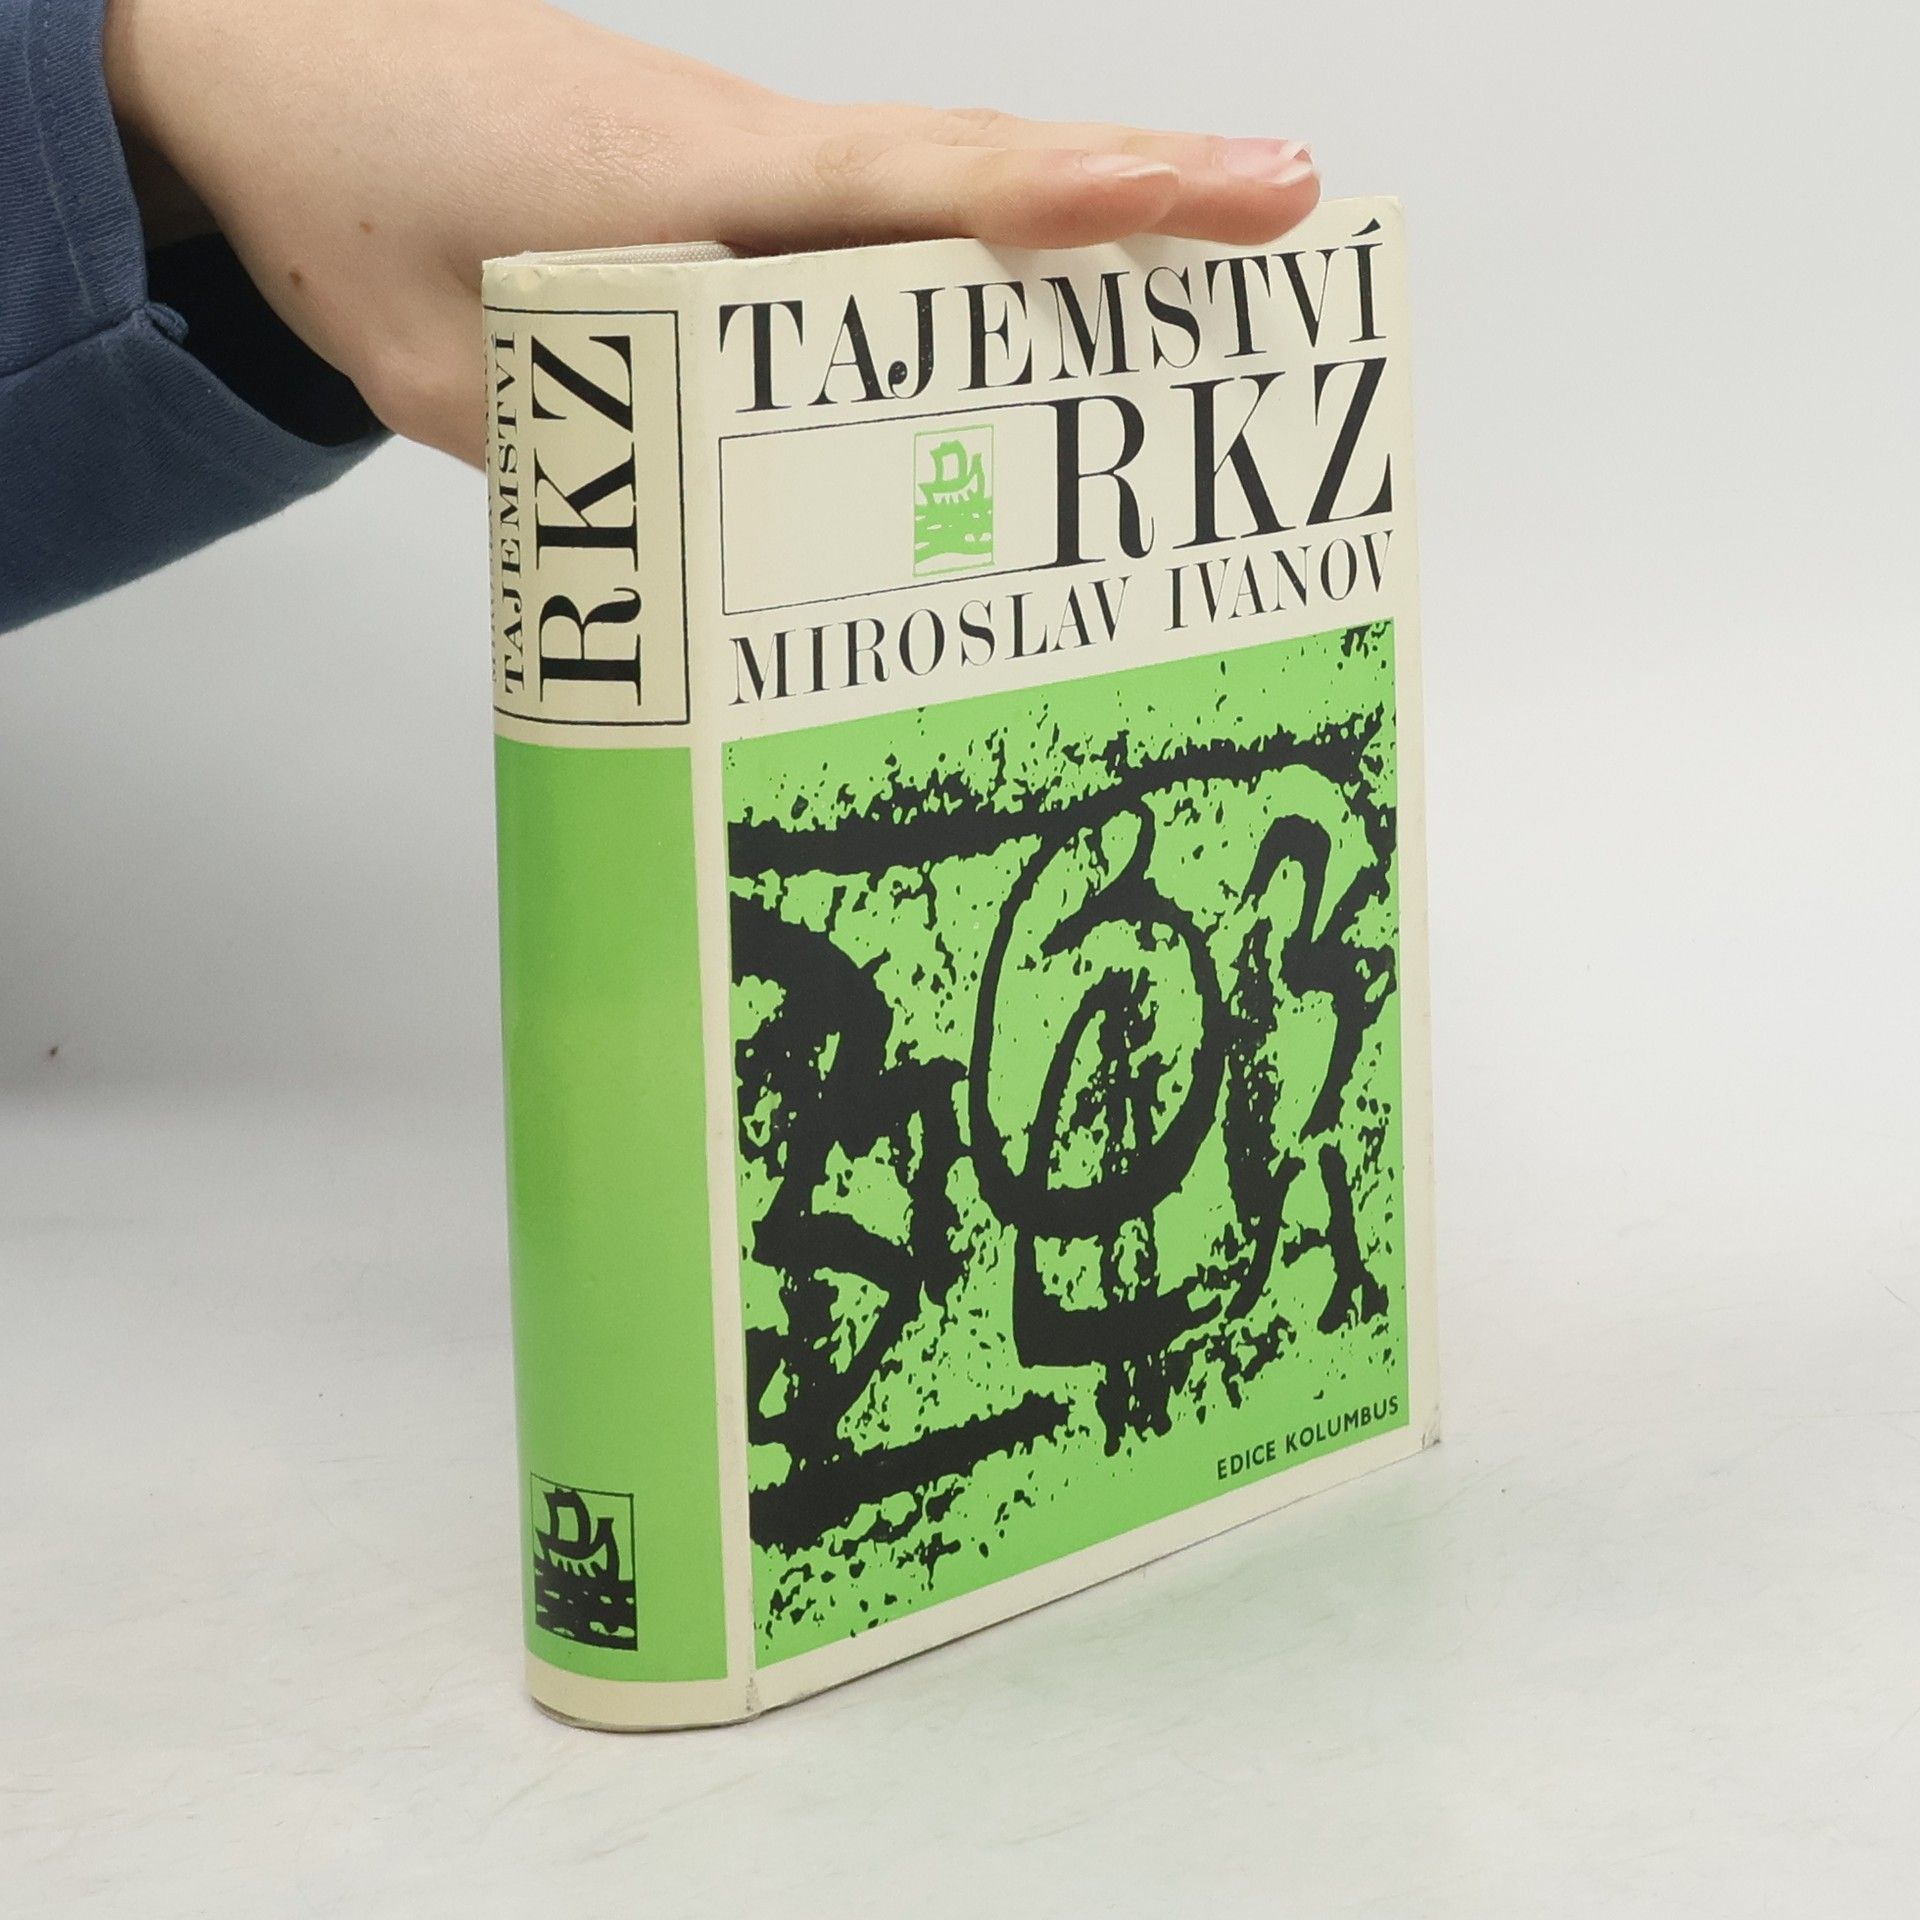 TAJEMSTVÍ
RKZ
TAJEMSTVÍ
RKZ
MIROSLAV IVANOV
EDICE KOLUMBUS